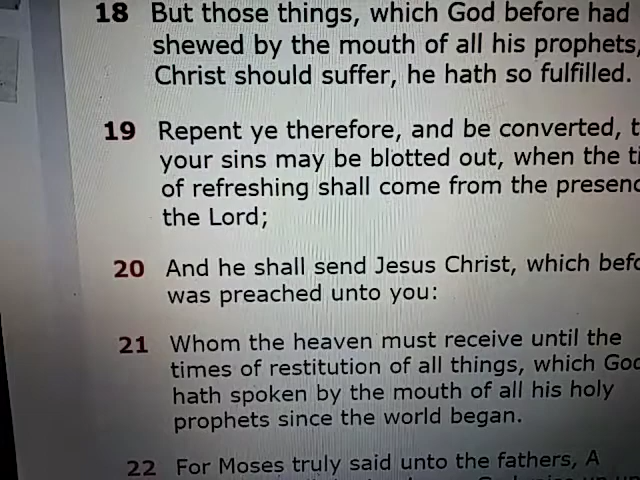 18 But those things, which God before had
shewed by the mouth of all his prophets,
Christ should suffer, he hath so fulfilled.
19 Repent ye therefore, and be converted, t
your sins may be blotted out, when the ti
of refreshing shall come from the presenc
the Lord;
20 And he shall send Jesus Christ, which befo
was preached unto you:
21 Whom the heaven must receive until the
times of restitution of all things, which God
hath spoken by the mouth of all his holy
prophets since the world began.
22 For Moses truly said unto the fathers, A